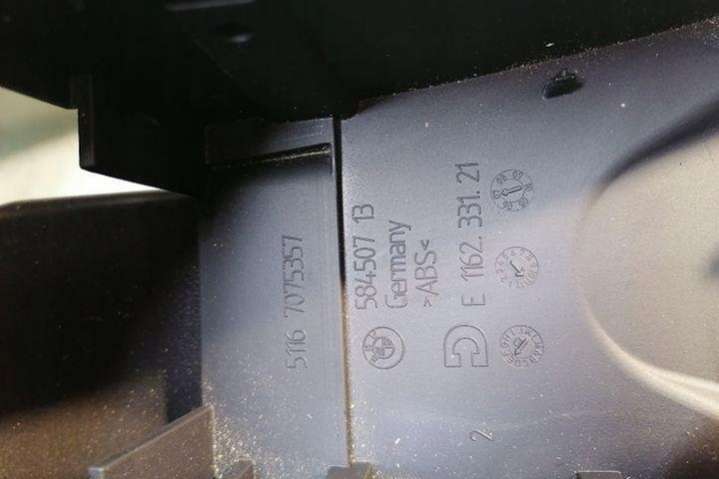 5116 7075357
584507 13
Germany
>ABS<
E 1162.331.21
2